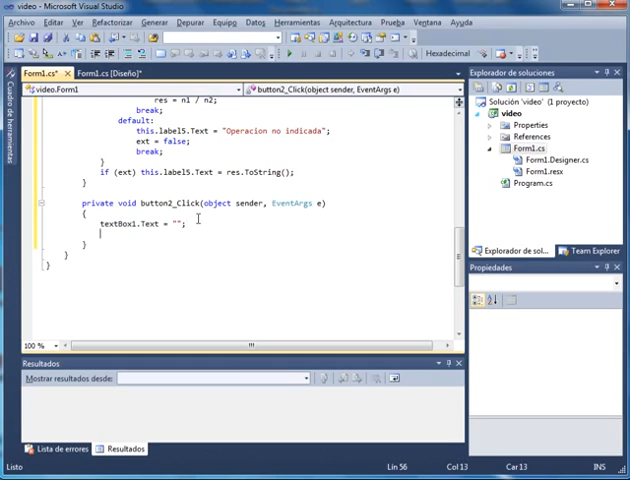 video - Microsoft Visual Studio
Archivo Editar Ver Refactorizar Generar Depurar Equipo Datos Herramientas Arquitectura Prueba Ventana Ayuda
Hexadecimal
Form1.cs* Form1.cs [Diseño]*
video.Form1 button2_Click(object sender, EventArgs e)
Cuadro de herramientas
res = n1 / n2;
break;
default:
this.label5.Text = "Operacion no indicada";
ext = false;
break;
}
if (ext) this.label5.Text = res.ToString();
}
private void button2_Click(object sender, EventArgs e)
{
textBox1.Text = "";
}
}
}
100 %
Explorador de soluciones
Solución 'video' (1 proyecto)
video
Properties
References
Form1.cs
Form1.Designer.cs
Form1.resx
Program.cs
Explorador de sol... Team Explorer
Propiedades
Resultados
Mostrar resultados desde:
Lista de errores Resultados
Listo Lín 56 Col 13 Car 13 INS